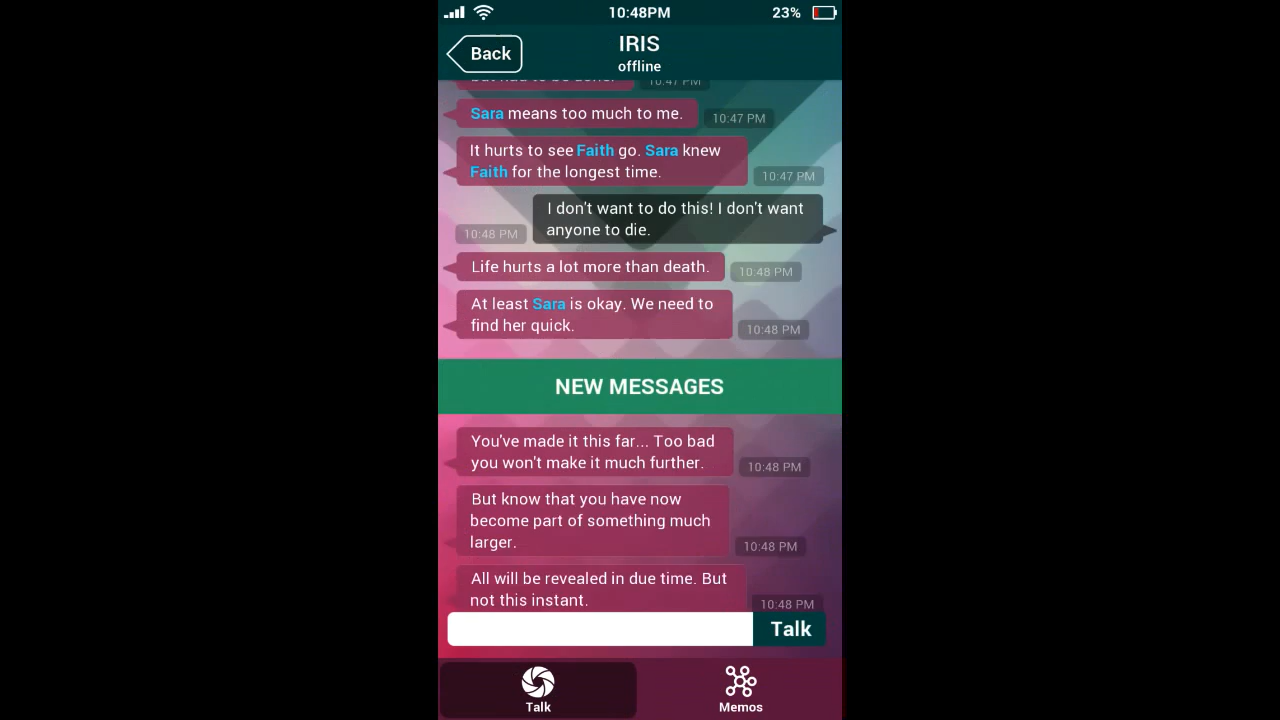 10:48PM
23%
Back
IRIS
offline
10:47 PM
Sara means too much to me.
10:47 PM
It hurts to see Faith go. Sara knew
Faith for the longest time.
10:47 PM
I don't want to do this! I don't want
anyone to die.
10:48 PM
Life hurts a lot more than death.
10:48 PM
At least Sara is okay. We need to
find her quick.
10:48 PM
NEW MESSAGES
You've made it this far... Too bad
you won't make it much further.
10:48 PM
But know that you have now
become part of something much
larger.
10:48 PM
All will be revealed in due time. But
not this instant.
10:48 PM
Talk
Talk
Memos